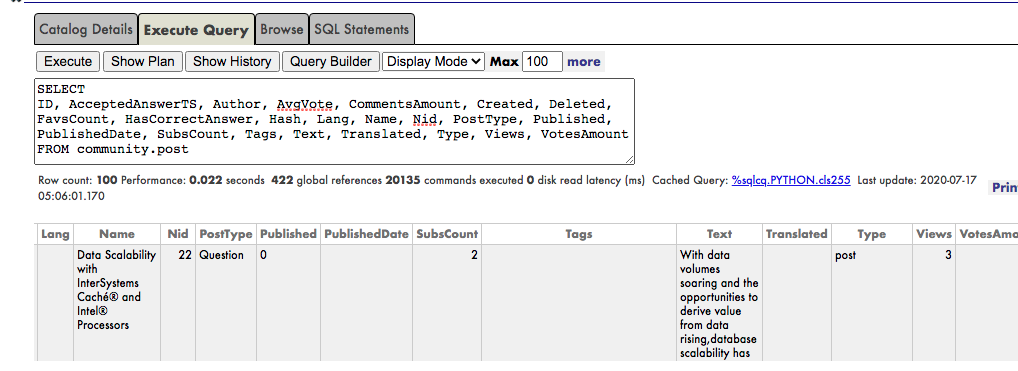 Catalog Details Execute Query Browse SQL Statements
Execute Show Plan Show History Query Builder Display Mode Max 100 more
SELECT
ID, AcceptedAnswerTS, Author, AvgVote, CommentsAmount, Created, Deleted,
FavsCount, HasCorrectAnswer, Hash, Lang, Name, Nid, PostType, Published,
PublishedDate, SubsCount, Tags, Text, Translated, Type, Views, VotesAmount
FROM community.post
Row count: 100 Performance: 0.022 seconds 422 global references 20135 commands executed 0 disk read latency (ms) Cached Query: %sqlcq.PYTHON.cls255 Last update: 2020-07-17
05:06:01.170
Prin
Lang Name Nid PostType Published PublishedDate SubsCount Tags Text Translated Type Views VotesAmo
Data Scalability 22 Question 0 2 With data post 3
with volumes
InterSystems soaring and the
Caché® and opportunities to
Intel® derive value
Processors from data
rising,database
scalability has